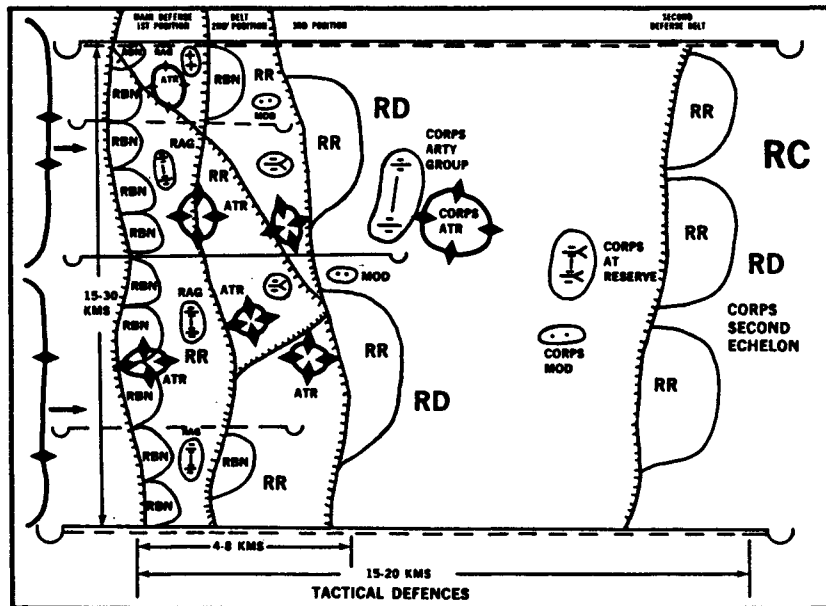 MAIN DEFENSE
1ST POSITION
BELT
2ND POSITION
3RD POSITION
SECOND
DEFENSE BELT
RBN
RAG
ATR
RBN
RBN
RR
MOD
RR
RD
CORPS
ARTY
GROUP
RR
RC
RBN
RAG
RR
RBN
ATR
CORPS
ATR
RBN
CORPS
AT
RESERVE
RR
RD
15-30
KMS
RBN
RAG
ATR
MOD
RBN
RR
ATR
RBN
ATR
RR
RD
CORPS
MOD
CORPS
SECOND
ECHELON
RR
RBN
RAG
RBN
RR
RBN
4-8 KMS
15-20 KMS
TACTICAL DEFENCES